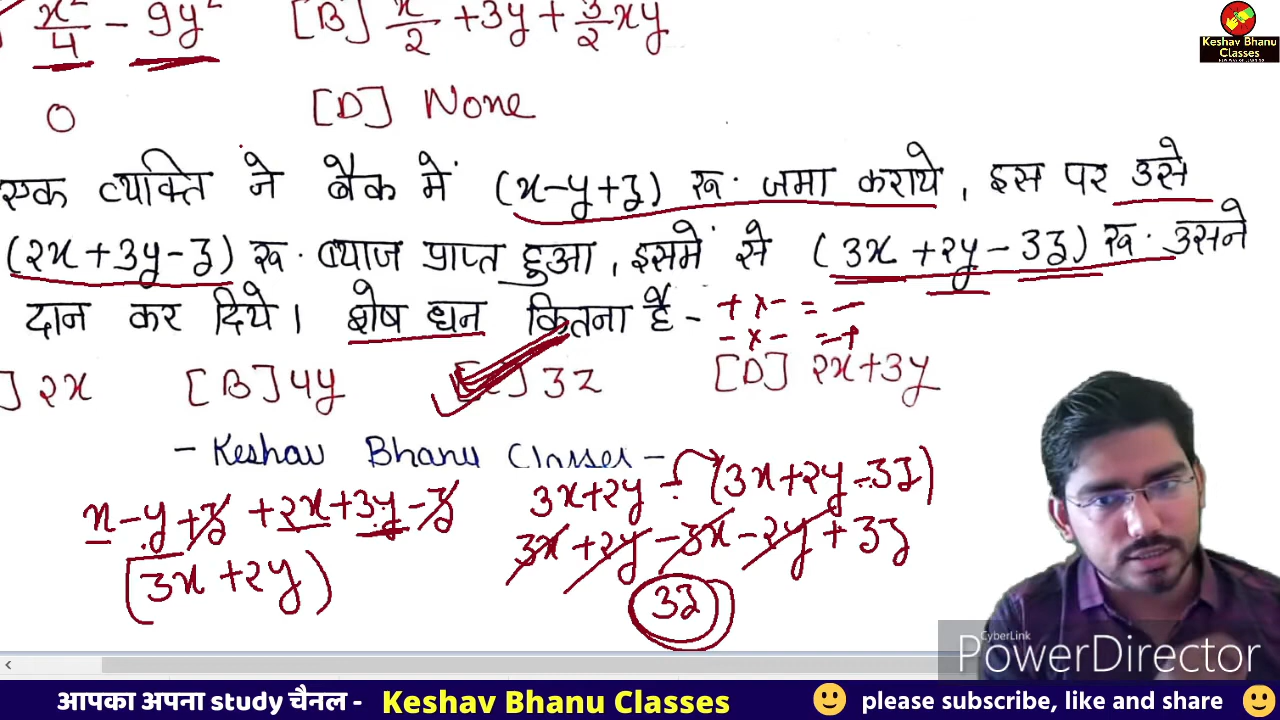 x²/4 - 9y² [B] x/2 + 3y + 3/2 xy
Keshav Bhanu
Classes
0 [D] None
एक व्यक्ति ने बैंक में (x-y+z) रू. जमा कराये, इस पर उसे
(2x+3y-z) रू. ब्याज प्राप्त हुआ, इसमें से (3x+2y-3z) रू. उसने
दान कर दिये। शेष धन कितना है -
+ x - = -
- x - = +
] 2x [B] 4y [C] 3z [D] 2x+3y
- Keshav Bhanu Classes -
x-y+z +2x+3y-z
(3x+2y)
3x+2y - (3x+2y-3z)
3x+2y-3x-2y+3z
3z
CyberLink
PowerDirector
आपका अपना study चैनल - Keshav Bhanu Classes please subscribe, like and share